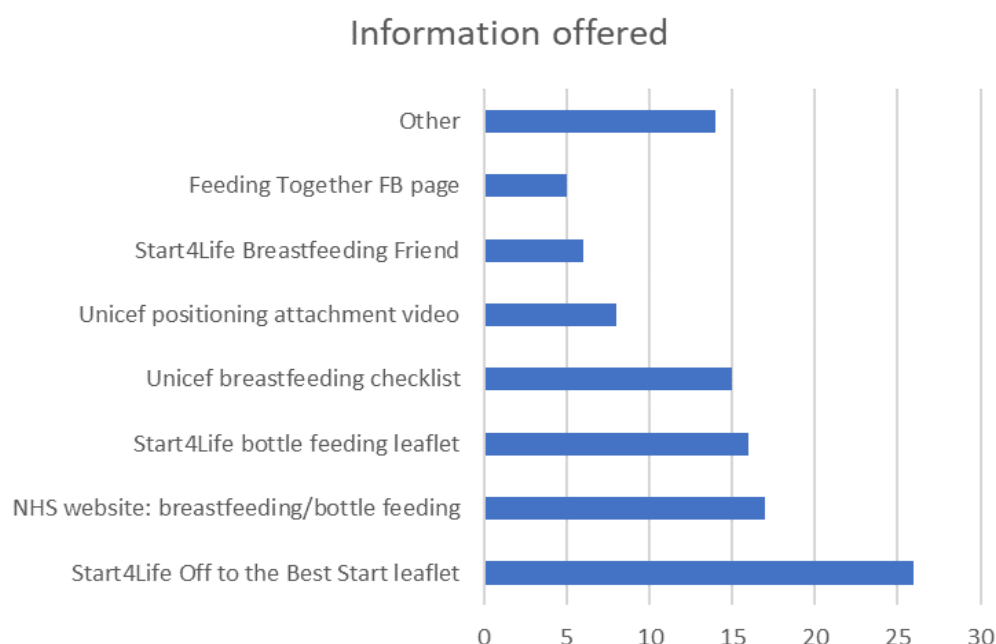 Information offered
Other
Feeding Together FB page
Start4Life Breastfeeding Friend
Unicef positioning attachment video
Unicef breastfeeding checklist
Start4Life bottle feeding leaflet
NHS website: breastfeeding/bottle feeding
Start4Life Off to the Best Start leaflet
0 5 10 15 20 25 30